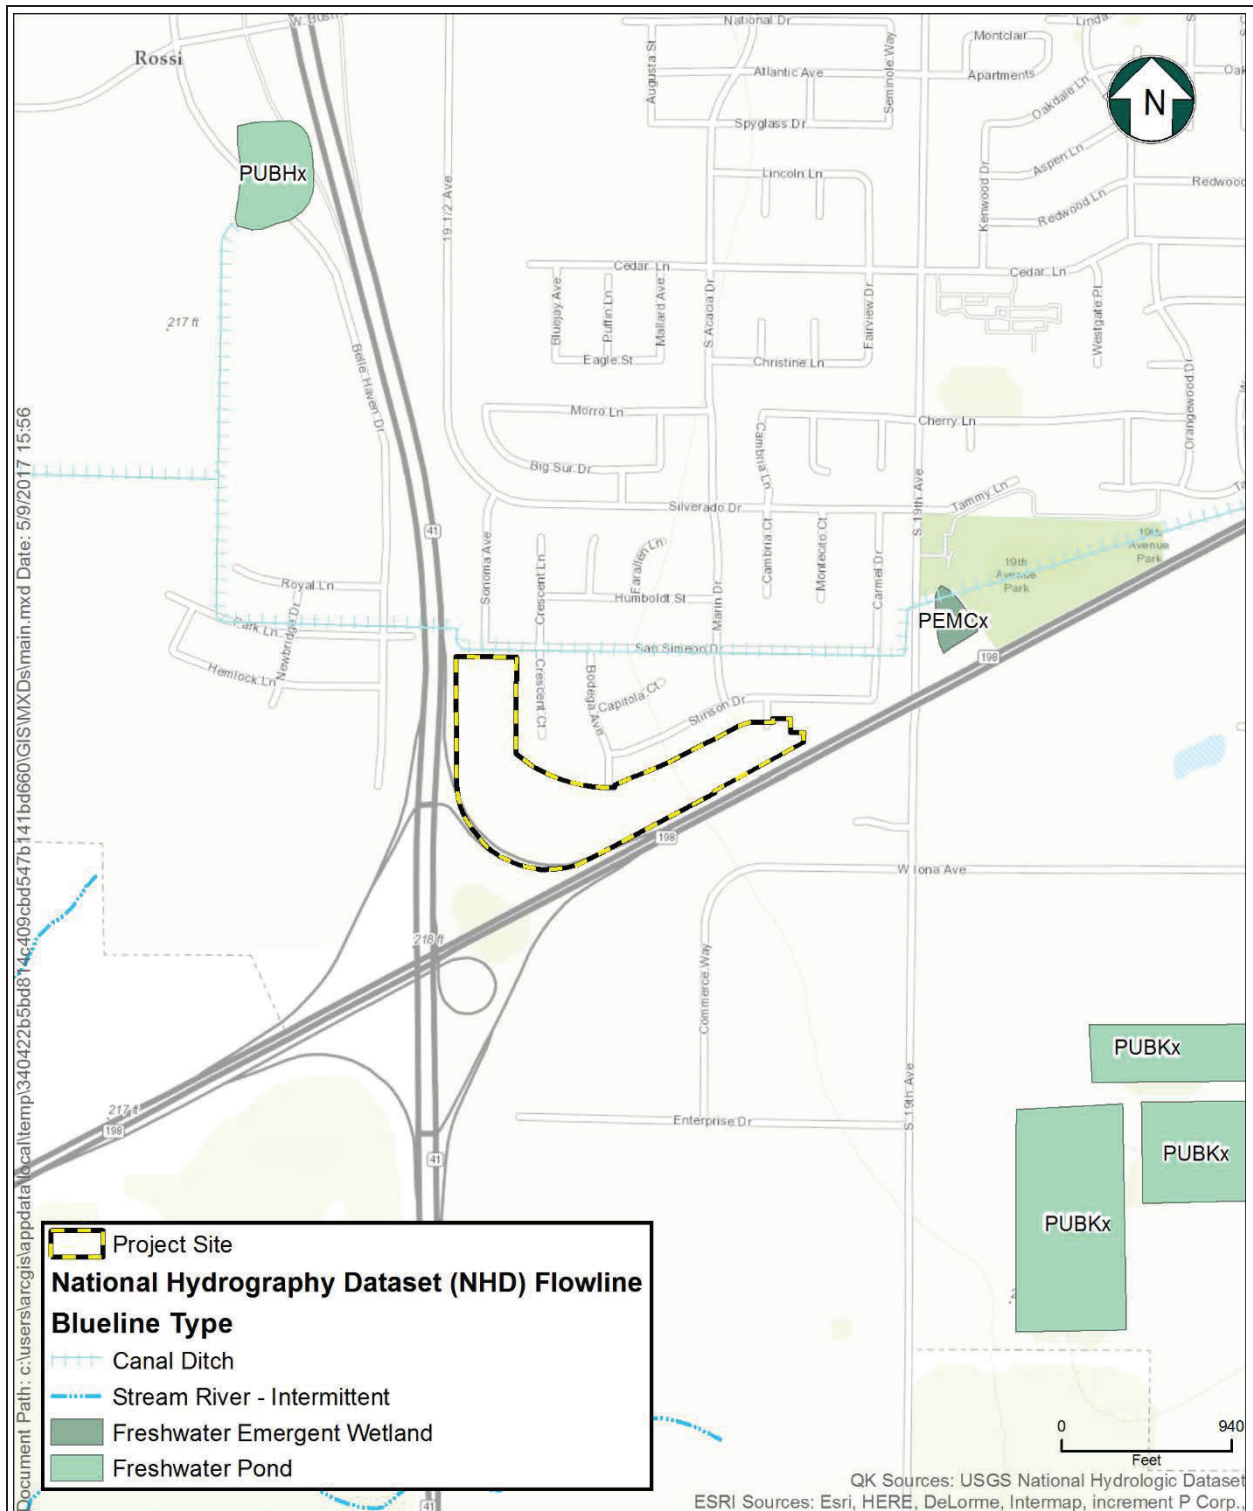 W. Bush
Rossi
National Dr
Linda
Montclair
Apartments
Augusta St
Atlantic Ave
Seminole Way
Oakdale Ln
N
Spyglass Dr
Aspen Ln
PUBHx
Lincoln Ln
Kenwood Dr
Redwood
Redwood Ln
19 1/2 Ave
Cedar Ln
Cedar Ln
Bluejay Ave
Puffin Ln
Mallard Ave
S Acacia Dr
Fairview Dr
Westgate Pl
217 ft
Belle Haven Dr
Eagle St
Christine Ln
Orangewood Dr
Morro Ln
Cherry Ln
Cambria Ln
Big Sur Dr
Silverado Dr
S 19th Ave
Tammy Ln
41
Sonoma Ave
Crescent Ln
Farallen Ln
Cambria Ct
Montecito Ct
Carmel Dr
19th Avenue Park
19th Avenue Park
Royal Ln
Humboldt St
Marin Dr
PEMCx
Park Ln
Newbridge Dr
San Simeon Dr
198
Hemlock Ln
Crescent Ct
Bodega Ave
Capitola Ct
Stinson Dr
198
W Iona Ave
218 ft
Commerce Way
PUBKx
S 19th Ave
217 ft
198
Enterprise Dr
41
PUBKx
PUBKx
Project Site
National Hydrography Dataset (NHD) Flowline
Blueline Type
Canal Ditch
Stream River - Intermittent
Freshwater Emergent Wetland
Freshwater Pond
41
0 940
Feet
QK Sources: USGS National Hydrologic Dataset
ESRI Sources: Esri, HERE, DeLorme, Intermap, increment P Corp.,
Document Path: c:\users\arcgis\appdata\local\temp\340422b5bd814c409cbd547b141bd660\GIS\MXDs\main.mxd Date: 5/9/2017 15:56